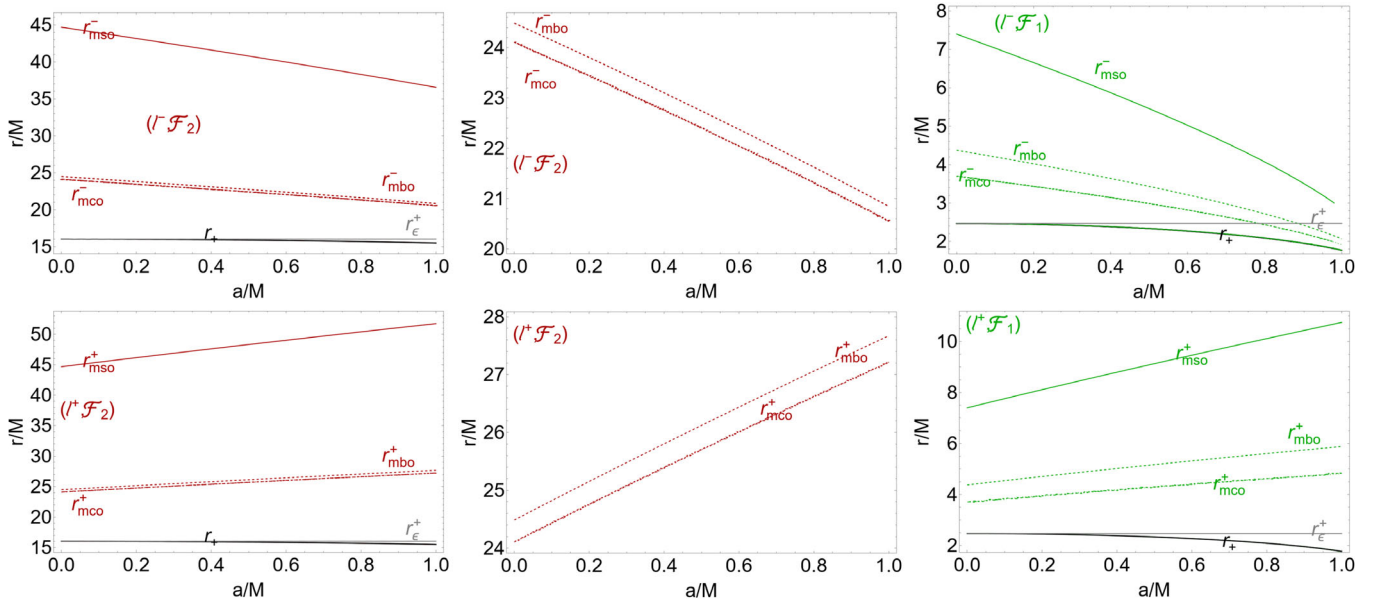 45
40
35
30
25
20
15
r/M
r⁻mso
(l⁻ℱ₂)
r⁻mbo
r⁻mco
r⁺ϵ
r₊
0.0 0.2 0.4 0.6 0.8 1.0
a/M
24
23
22
21
20
r/M
r⁻mbo
r⁻mco
(l⁻ℱ₂)
0.0 0.2 0.4 0.6 0.8 1.0
a/M
8
7
6
5
4
3
2
r/M
(l⁻ℱ₁)
r⁻mso
r⁻mbo
r⁻mco
r⁺ϵ
r₊
0.0 0.2 0.4 0.6 0.8 1.0
a/M
50
45
40
35
30
25
20
15
r/M
r⁺mso
(l⁺ℱ₂)
r⁺mbo
r⁺mco
r⁺ϵ
r₊
0.0 0.2 0.4 0.6 0.8 1.0
a/M
28
27
26
25
24
r/M
(l⁺ℱ₂)
r⁺mbo
r⁺mco
0.0 0.2 0.4 0.6 0.8 1.0
a/M
10
8
6
4
2
r/M
(l⁺ℱ₁)
r⁺mso
r⁺mbo
r⁺mco
r⁺ϵ
r₊
0.0 0.2 0.4 0.6 0.8 1.0
a/M